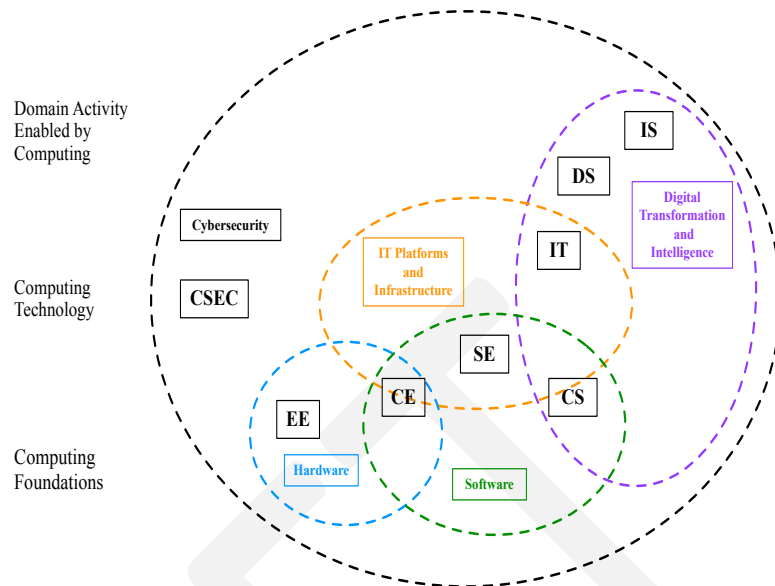 Domain Activity
Enabled by
Computing
IS
DS
Digital
Transformation
and
Intelligence
Cybersecurity
IT Platforms
and
Infrastructure
IT
Computing
Technology
CSEC
SE
CE
CS
EE
Computing
Foundations
Hardware
Software